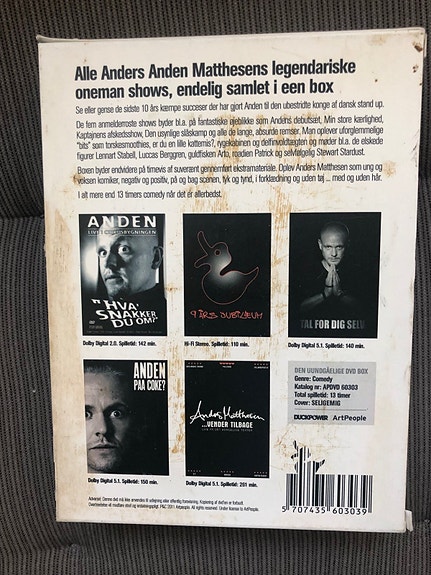 Alle Anders Anden Matthesens legendariske
oneman shows, endelig samlet i een box
Se eller gense de sidste 10 års kæmpe succeser der har gjort Anden til den ubestridte konge af dansk stand up.
De fem anmelderroste shows byder bl.a. på fantastiske øjeblikke som Anders debutsæt, Min store kærlighed,
Kaptajnens afskedsshow, Den usynlige slåskamp og alle de lange, absurde remser. Man oplever uforglemmelige
"bits" som torskesmoothies, er du en lille kattemis?, rygekabinen og delfinvoldtægten og møder bl.a. de elskede
figurer Lennart Stabell, Luccas Berggren, guldfisken Arto, roadien Patrick og selvfølgelig Stewart Stardust.
Boxen byder endvidere på timevis af suverænt gennemført ekstramateriale. Oplev Anders Matthesen som ung og
voksen komiker, negativ og positiv, på og bag scenen, tyk og tynd, i forklædning og uden tøj ... med og uden hår.
I alt mere end 13 timers comedy når det er allerbedst.
ANDEN
"HVA'
SNAKKER
DU OM?"
9 ÅRS JUBILÆUM
TAL FOR DIG SELV
Dolby Digital 2.0. Spilletid: 142 min.
Hi-Fi Stereo. Spilletid: 110 min.
Dolby Digital 5.1. Spilletid: 140 min.
ANDEN
PAA COKE?
Anders Matthesen
...VENDER TILBAGE
DEN UUNDGÅELIGE DVD BOX
Genre: Comedy
Katalog nr: APDVD 60303
Total spilletid: 13 timer
Cover: SELIGEMIG
DUCKPOWER ArtPeople
Dolby Digital 5.1. Spilletid: 150 min.
Dolby Digital 5.1. Spilletid: 261 min.
5 707435 603039